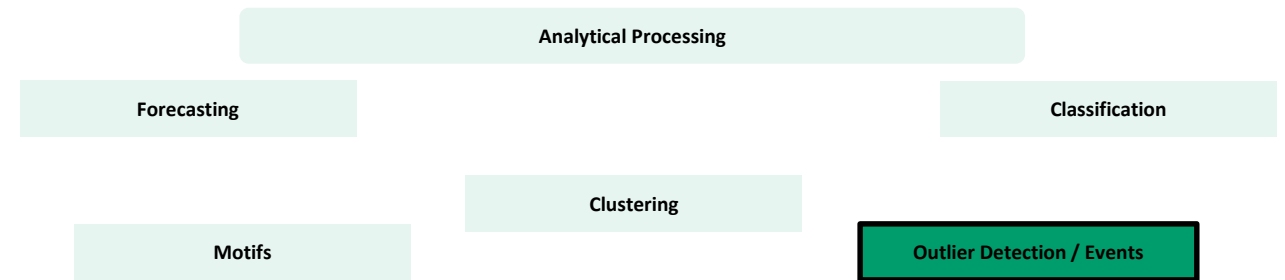 Analytical Processing
Forecasting
Classification
Clustering
Motifs
Outlier Detection / Events